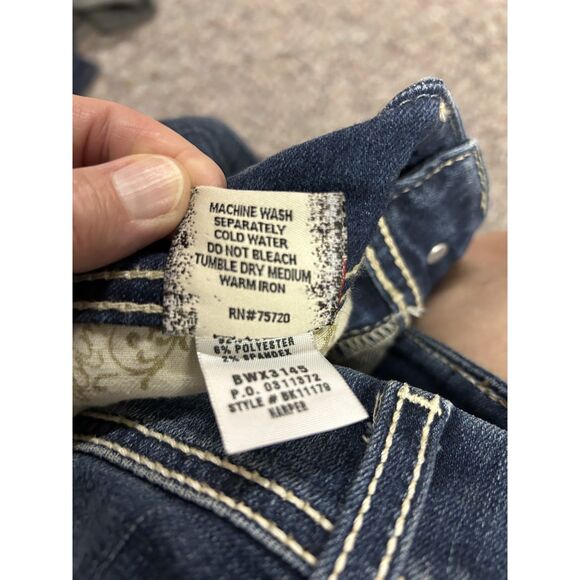 MACHINE WASH
SEPARATELY
COLD WATER
DO NOT BLEACH
TUMBLE DRY MEDIUM
WARM IRON
RN#75720
6% POLYESTER
2% SPANDEX
BWX3145
P.O. 0311372
STYLE # BK11179
HARPER